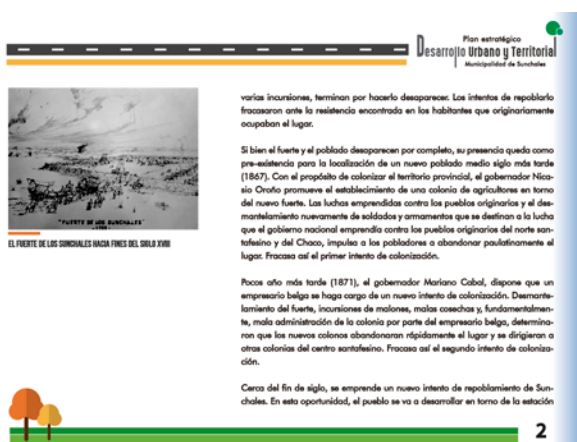 Plan estratégico
Desarrollo Urbano y Territorial
Municipalidad de Sunchales
varias incursiones, terminan por hacerlo desaparecer. Los intentos de repoblarlo
fracasaron ante la resistencia encontrada en los habitantes que originariamente
ocupaban el lugar.
Si bien el fuerte y el poblado desaparecen por completo, su presencia queda como
pre-existencia para la localización de un nuevo poblado medio siglo más tarde
(1867). Con el propósito de colonizar el territorio provincial, el gobernador Nica-
sio Oroño promueve el establecimiento de una colonia de agricultores en torno
del nuevo fuerte. Las luchas emprendidas contra los pueblos originarios y el des-
mantelamiento nuevamente de soldados y armamentos que se destinan a la lucha
que el gobierno nacional emprendía contra los pueblos originarios del norte san-
tafesino y del Chaco, impulsa a los pobladores a abandonar paulatinamente el
lugar. Fracasa así el primer intento de colonización.
Pocos año más tarde (1871), el gobernador Mariano Cabal, dispone que un
empresario belga se haga cargo de un nuevo intento de colonización. Desmante-
lamiento del fuerte, incursiones de malones, malas cosechas y, fundamentalmen-
te, mala administración de la colonia por parte del empresario belga, determina-
ron que los nuevos colonos abandonaran rápidamente el lugar y se dirigieran a
otras colonias del centro santafesino. Fracasa así el segundo intento de coloniza-
ción.
Cerca del fin de siglo, se emprende un nuevo intento de repoblamiento de Sun-
chales. En esta oportunidad, el pueblo se va a desarrollar en torno de la estación
"FUERTE DE LOS SUNCHALES"
EL FUERTE DE LOS SUNCHALES HACIA FINES DEL SIGLO XVIII
2